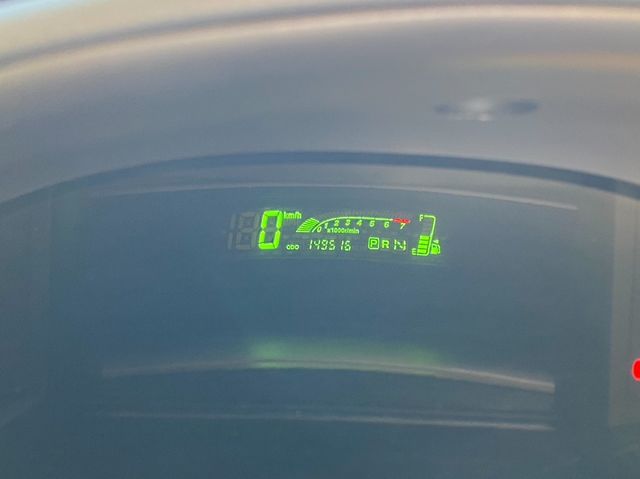 0 km/h
0 1 2 3 4 5 6 7
x1000r/min
F
ODO 149516 P R N
E